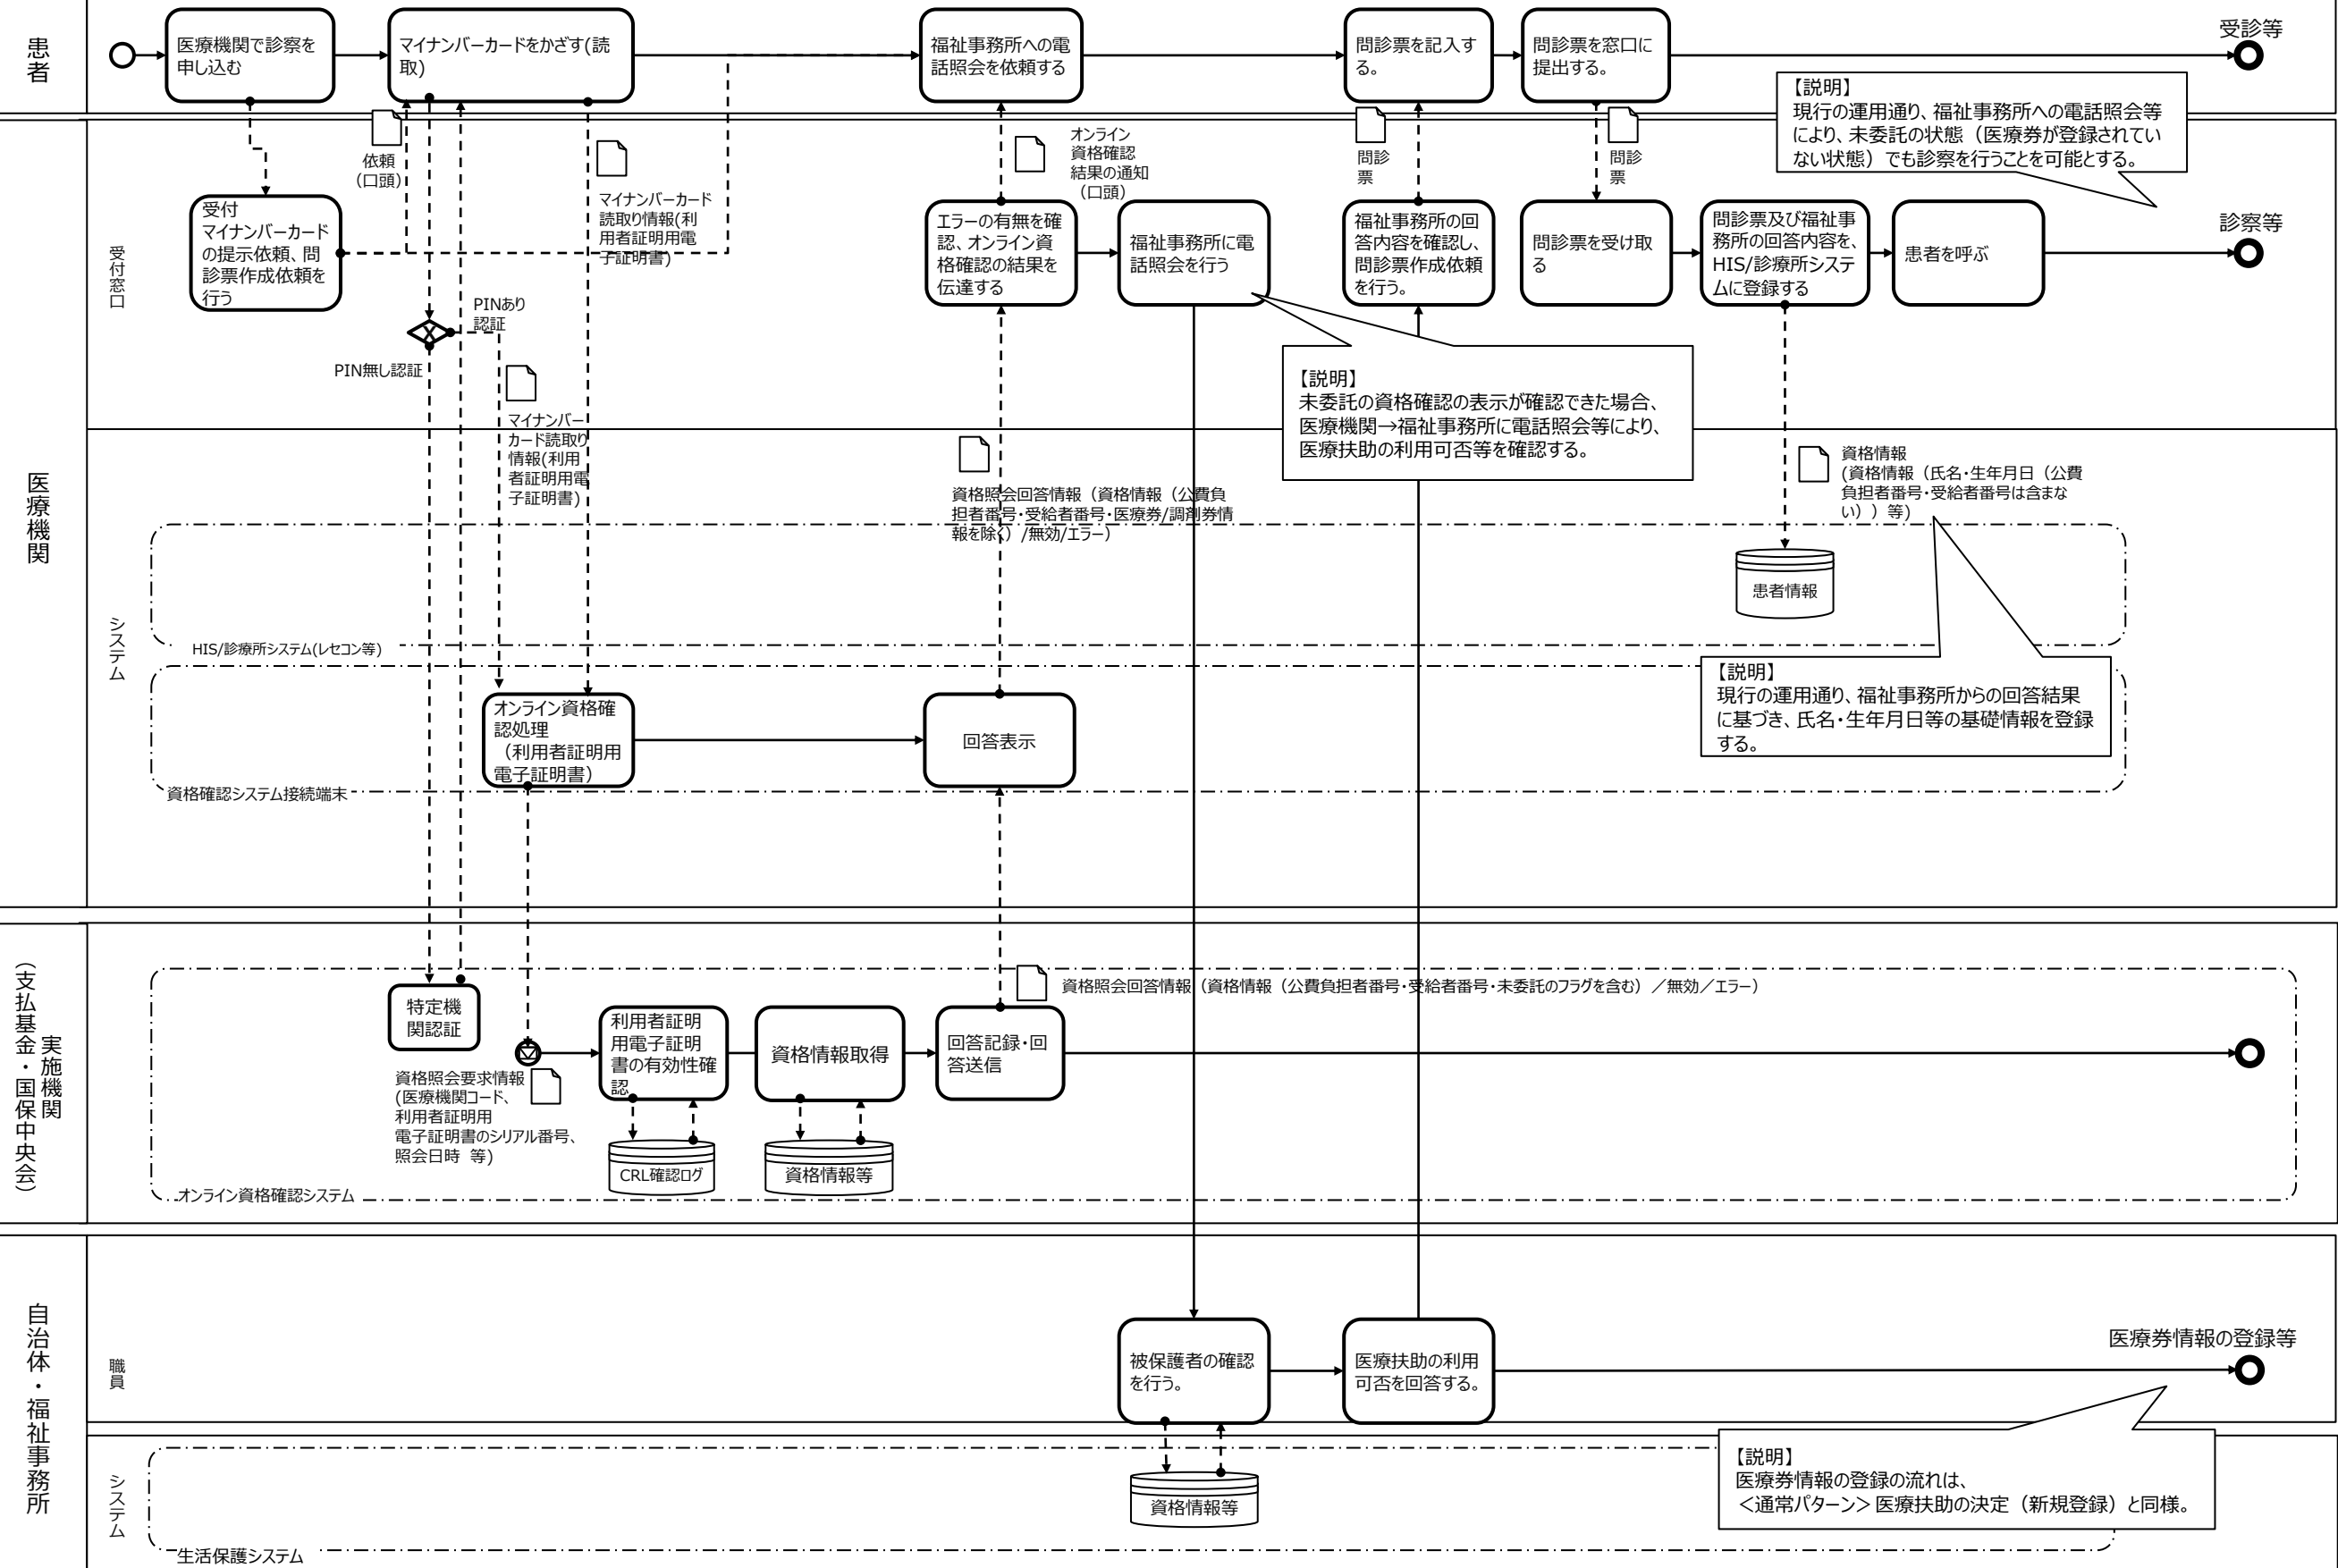 患者
医療機関で診察を
申し込む
マイナンバーカードをかざす(読
取)
福祉事務所への電
話照会を依頼する
問診票を記入す
る。
問診票を窓口に
提出する。
受診等
【説明】
現行の運用通り、福祉事務所への電話照会等
により、未委託の状態（医療券が登録されてい
ない状態）でも診察を行うことを可能とする。
医療機関
受付窓口
依頼
（口頭）
マイナンバーカード
読取り情報(利
用者証明用電
子証明書)
オンライン
資格確認
結果の通知
（口頭）
問診
票
問診
票
受付
マイナンバーカード
の提示依頼、問
診票作成依頼を
行う
エラーの有無を確
認、オンライン資
格確認の結果を
伝達する
福祉事務所に電
話照会を行う
福祉事務所の回
答内容を確認し、
問診票作成依頼
を行う。
問診票を受け取
る
問診票及び福祉事
務所の回答内容を、
HIS/診療所システ
ムに登録する
患者を呼ぶ
診察等
PINあり
認証
PIN無し認証
マイナンバー
カード読取り
情報(利用
者証明用電
子証明書)
【説明】
未委託の資格確認の表示が確認できた場合、
医療機関→福祉事務所に電話照会等により、
医療扶助の利用可否等を確認する。
システム
資格照会回答情報（資格情報（公費負
担者番号・受給者番号・医療券/調剤券情
報を除く）/無効/エラー）
資格情報
(資格情報（氏名・生年月日（公費
負担者番号・受給者番号は含まな
い））等)
患者情報
HIS/診療所システム(レセコン等)
【説明】
現行の運用通り、福祉事務所からの回答結果
に基づき、氏名・生年月日等の基礎情報を登録
する。
オンライン資格確
認処理
（利用者証明用
電子証明書）
回答表示
資格確認システム接続端末
実施機関
（支払基金・国保中央会）
特定機
関認証
資格照会回答情報（資格情報（公費負担者番号・受給者番号・未委託のフラグを含む）／無効／エラー）
利用者証明
用電子証明
書の有効性確
認
資格情報取得
回答記録・回
答送信
資格照会要求情報
(医療機関コード、
利用者証明用
電子証明書のシリアル番号、
照会日時 等)
CRL確認ログ
資格情報等
オンライン資格確認システム
自治体・福祉事務所
職員
被保護者の確認
を行う。
医療扶助の利用
可否を回答する。
医療券情報の登録等
システム
資格情報等
【説明】
医療券情報の登録の流れは、
＜通常パターン＞医療扶助の決定（新規登録）と同様。
生活保護システム